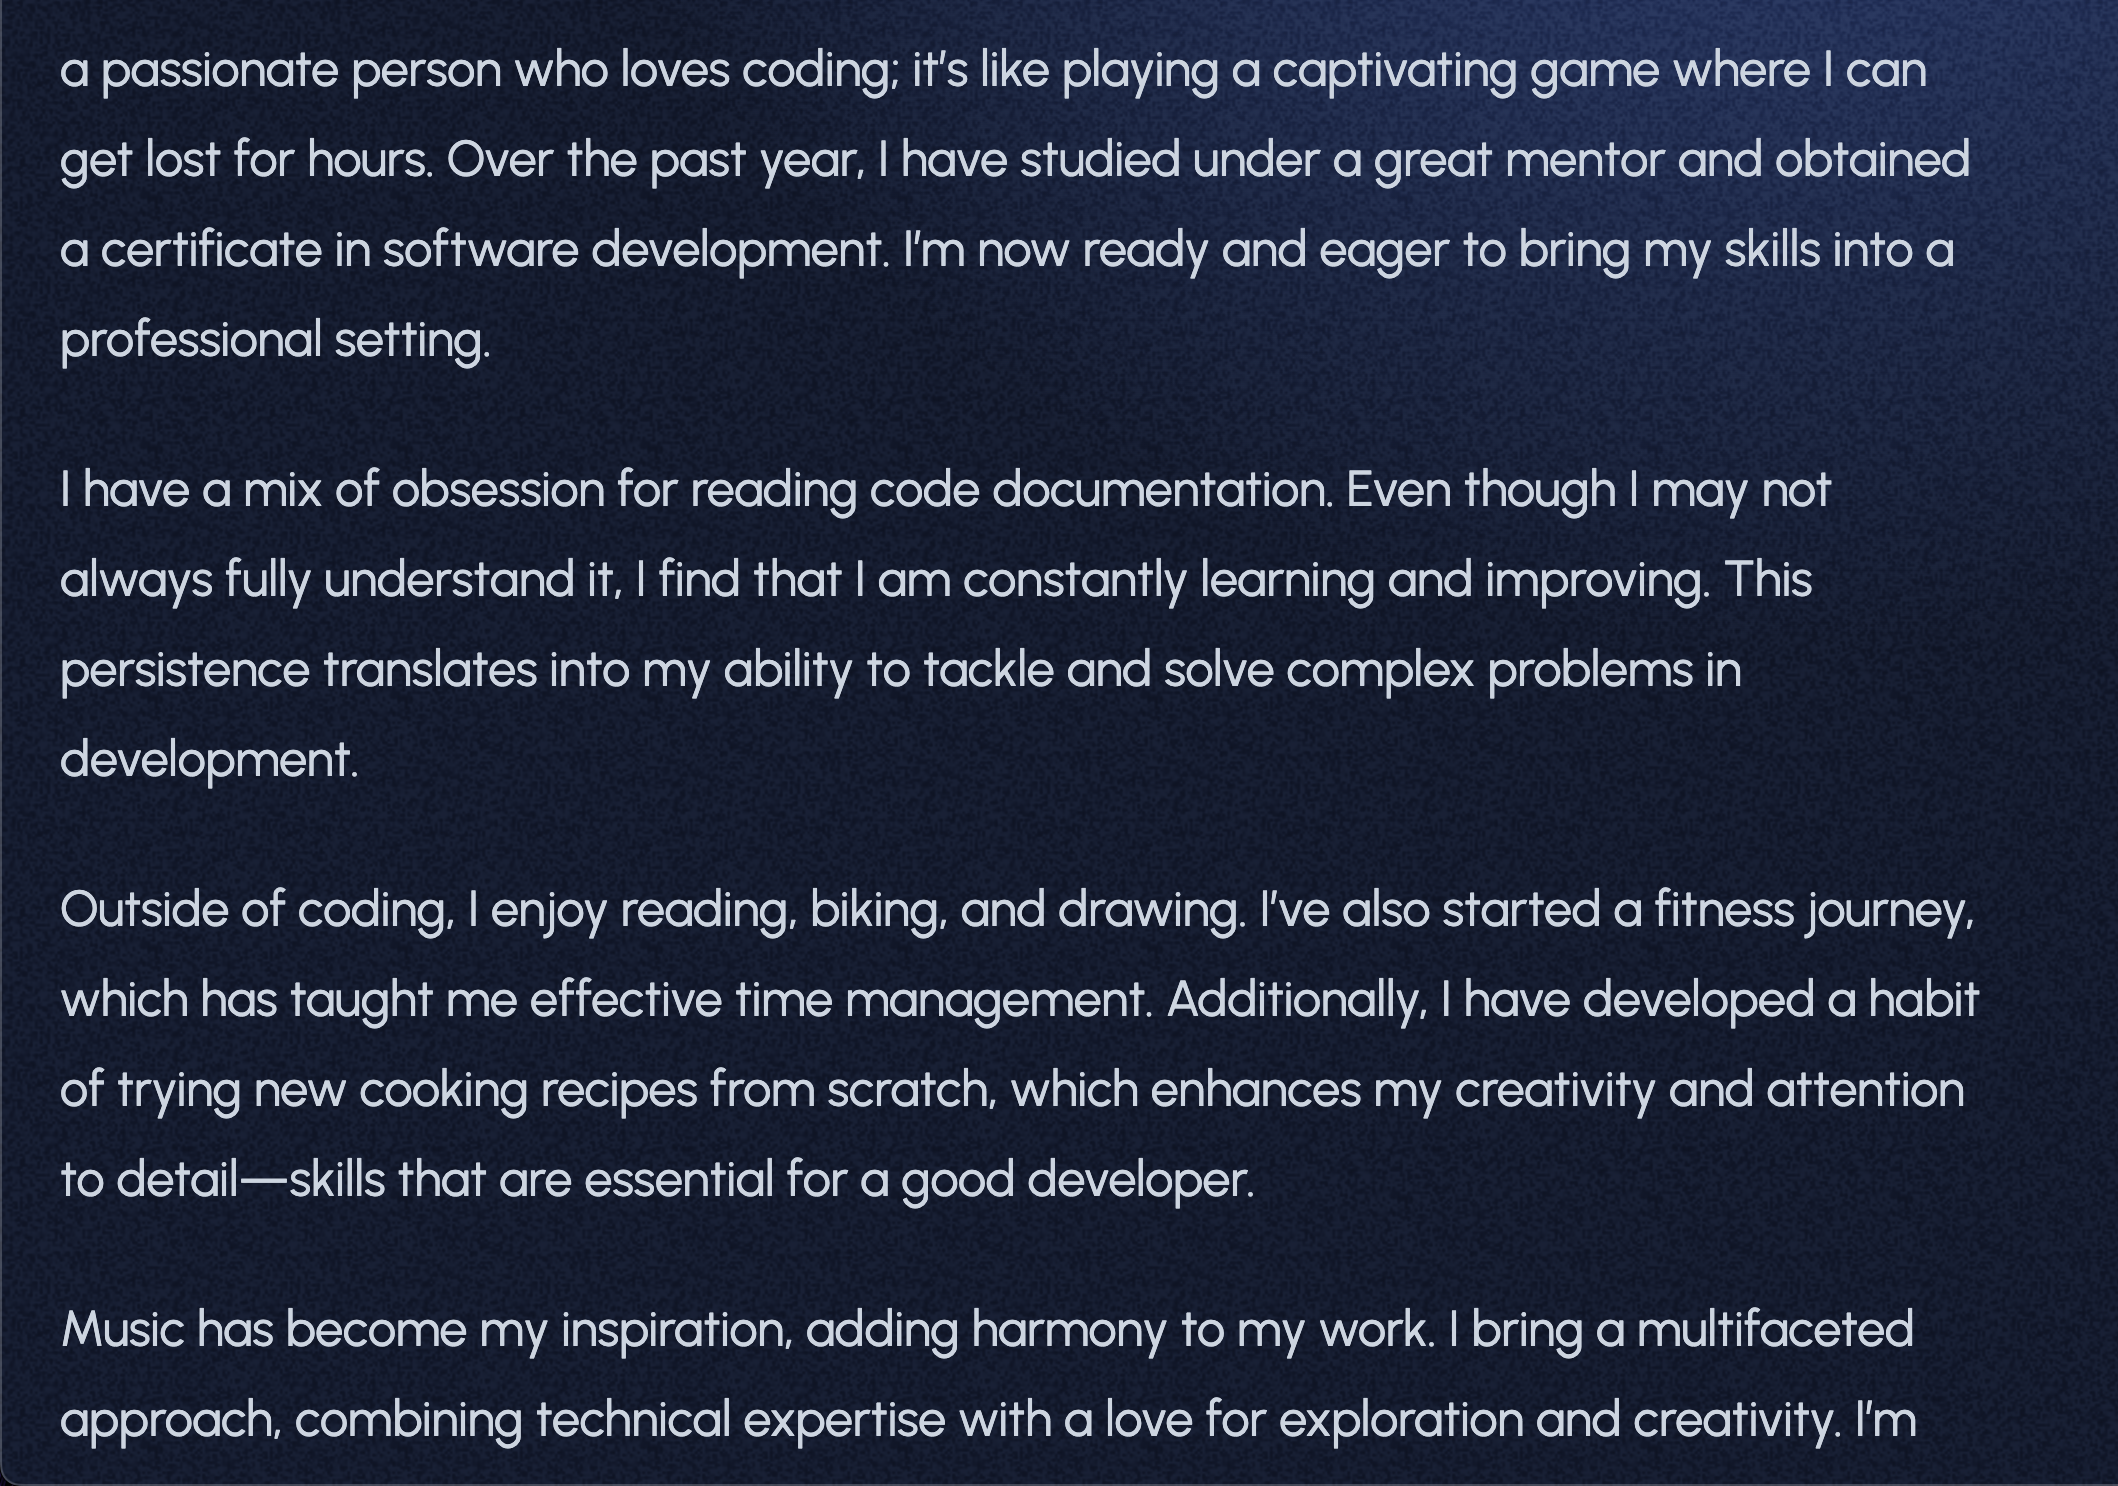 a passionate person who loves coding; it's like playing a captivating game where I can
get lost for hours. Over the past year, I have studied under a great mentor and obtained
a certificate in software development. I'm now ready and eager to bring my skills into a
professional setting.
I have a mix of obsession for reading code documentation. Even though I may not
always fully understand it, I find that I am constantly learning and improving. This
persistence translates into my ability to tackle and solve complex problems in
development.
Outside of coding, I enjoy reading, biking, and drawing. I've also started a fitness journey,
which has taught me effective time management. Additionally, I have developed a habit
of trying new cooking recipes from scratch, which enhances my creativity and attention
to detail—skills that are essential for a good developer.
Music has become my inspiration, adding harmony to my work. I bring a multifaceted
approach, combining technical expertise with a love for exploration and creativity. I'm